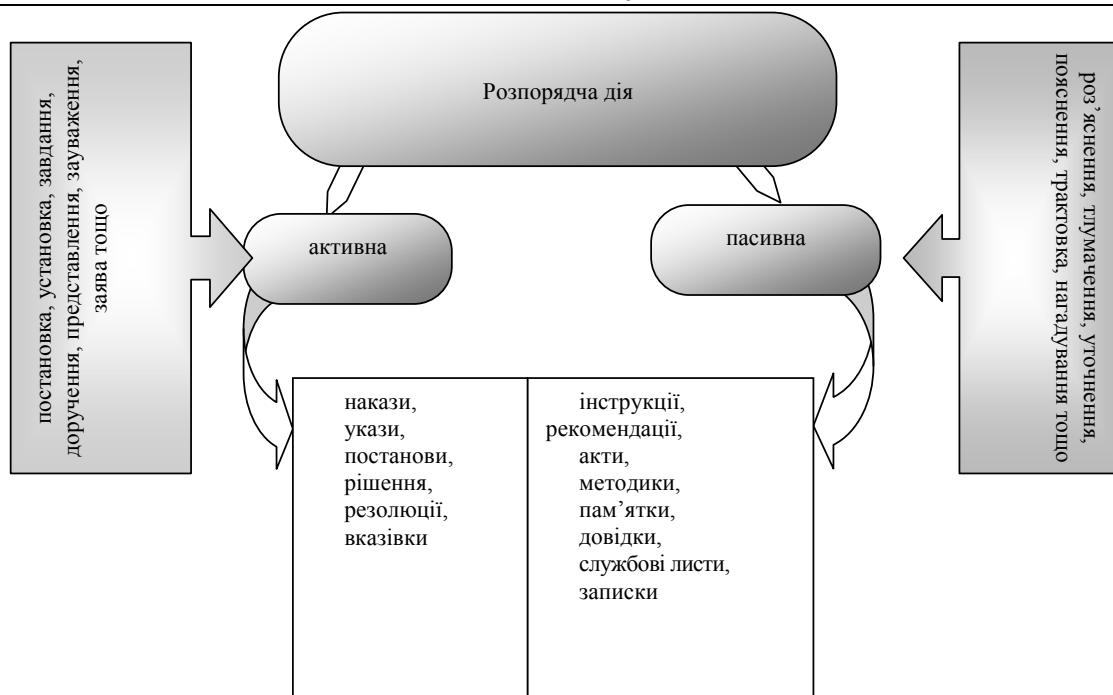 Розпорядча дія
постановка, установка, завдання,
доручення, представлення, зауваження,
заява тощо
активна
пасивна
роз’яснення, тлумачення, уточнення,
пояснення, трактовка, нагадування тощо
накази,
укази,
постанови,
рішення,
резолюції,
вказівки
інструкції,
рекомендації,
акти,
методики,
пам’ятки,
довідки,
службові листи,
записки